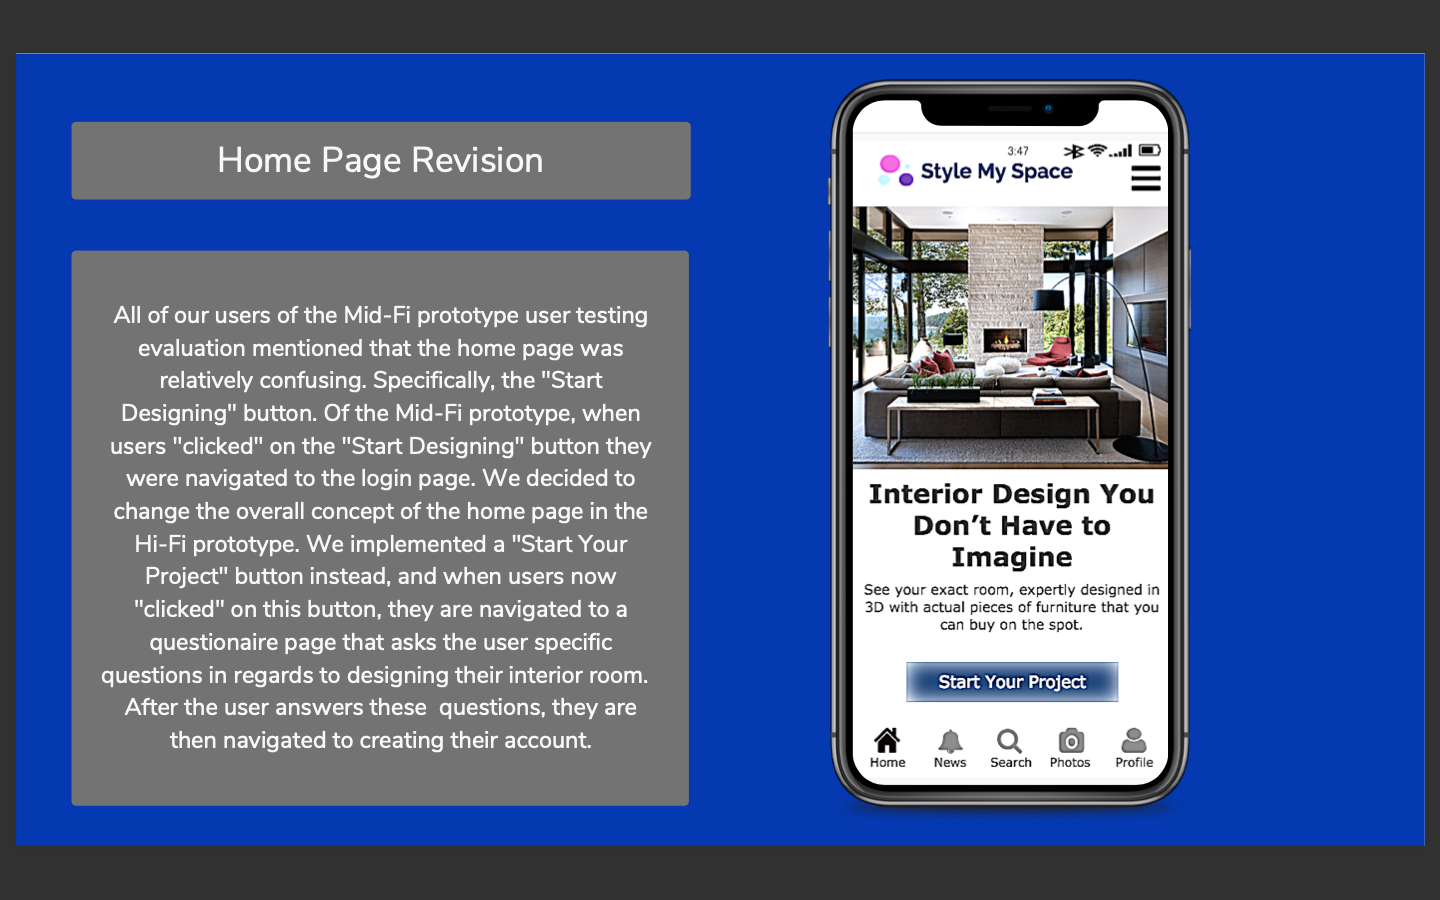 Home Page Revision
All of our users of the Mid-Fi prototype user testing
evaluation mentioned that the home page was
relatively confusing. Specifically, the "Start
Designing" button. Of the Mid-Fi prototype, when
users "clicked" on the "Start Designing" button they
were navigated to the login page. We decided to
change the overall concept of the home page in the
Hi-Fi prototype. We implemented a "Start Your
Project" button instead, and when users now
"clicked" on this button, they are navigated to a
questionaire page that asks the user specific
questions in regards to designing their interior room.
After the user answers these  questions, they are
then navigated to creating their account.
3:47
Style My Space
Interior Design You
Don’t Have to
Imagine
See your exact room, expertly designed in
3D with actual pieces of furniture that you
can buy on the spot.
Start Your Project
Home News Search Photos Profile